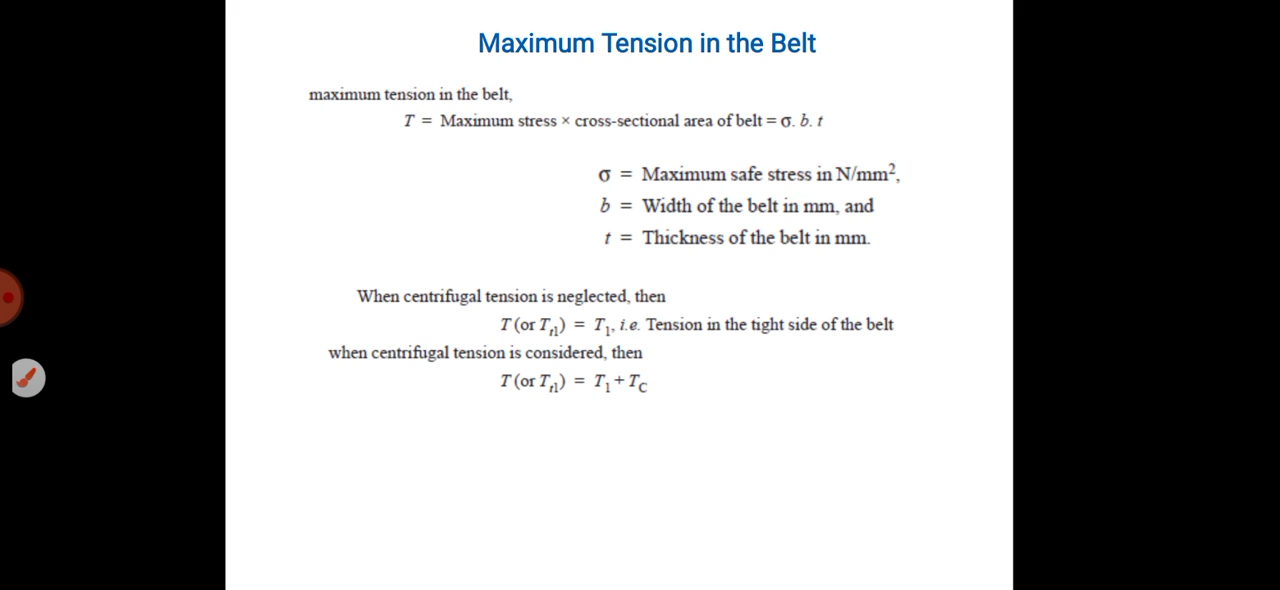 Maximum Tension in the Belt
maximum tension in the belt,
T = Maximum stress × cross-sectional area of belt = σ. b. t
σ = Maximum safe stress in N/mm²,
b = Width of the belt in mm, and
t = Thickness of the belt in mm.
When centrifugal tension is neglected, then
T (or Tt1) = T1, i.e. Tension in the tight side of the belt
when centrifugal tension is considered, then
T (or Tt1) = T1 + TC